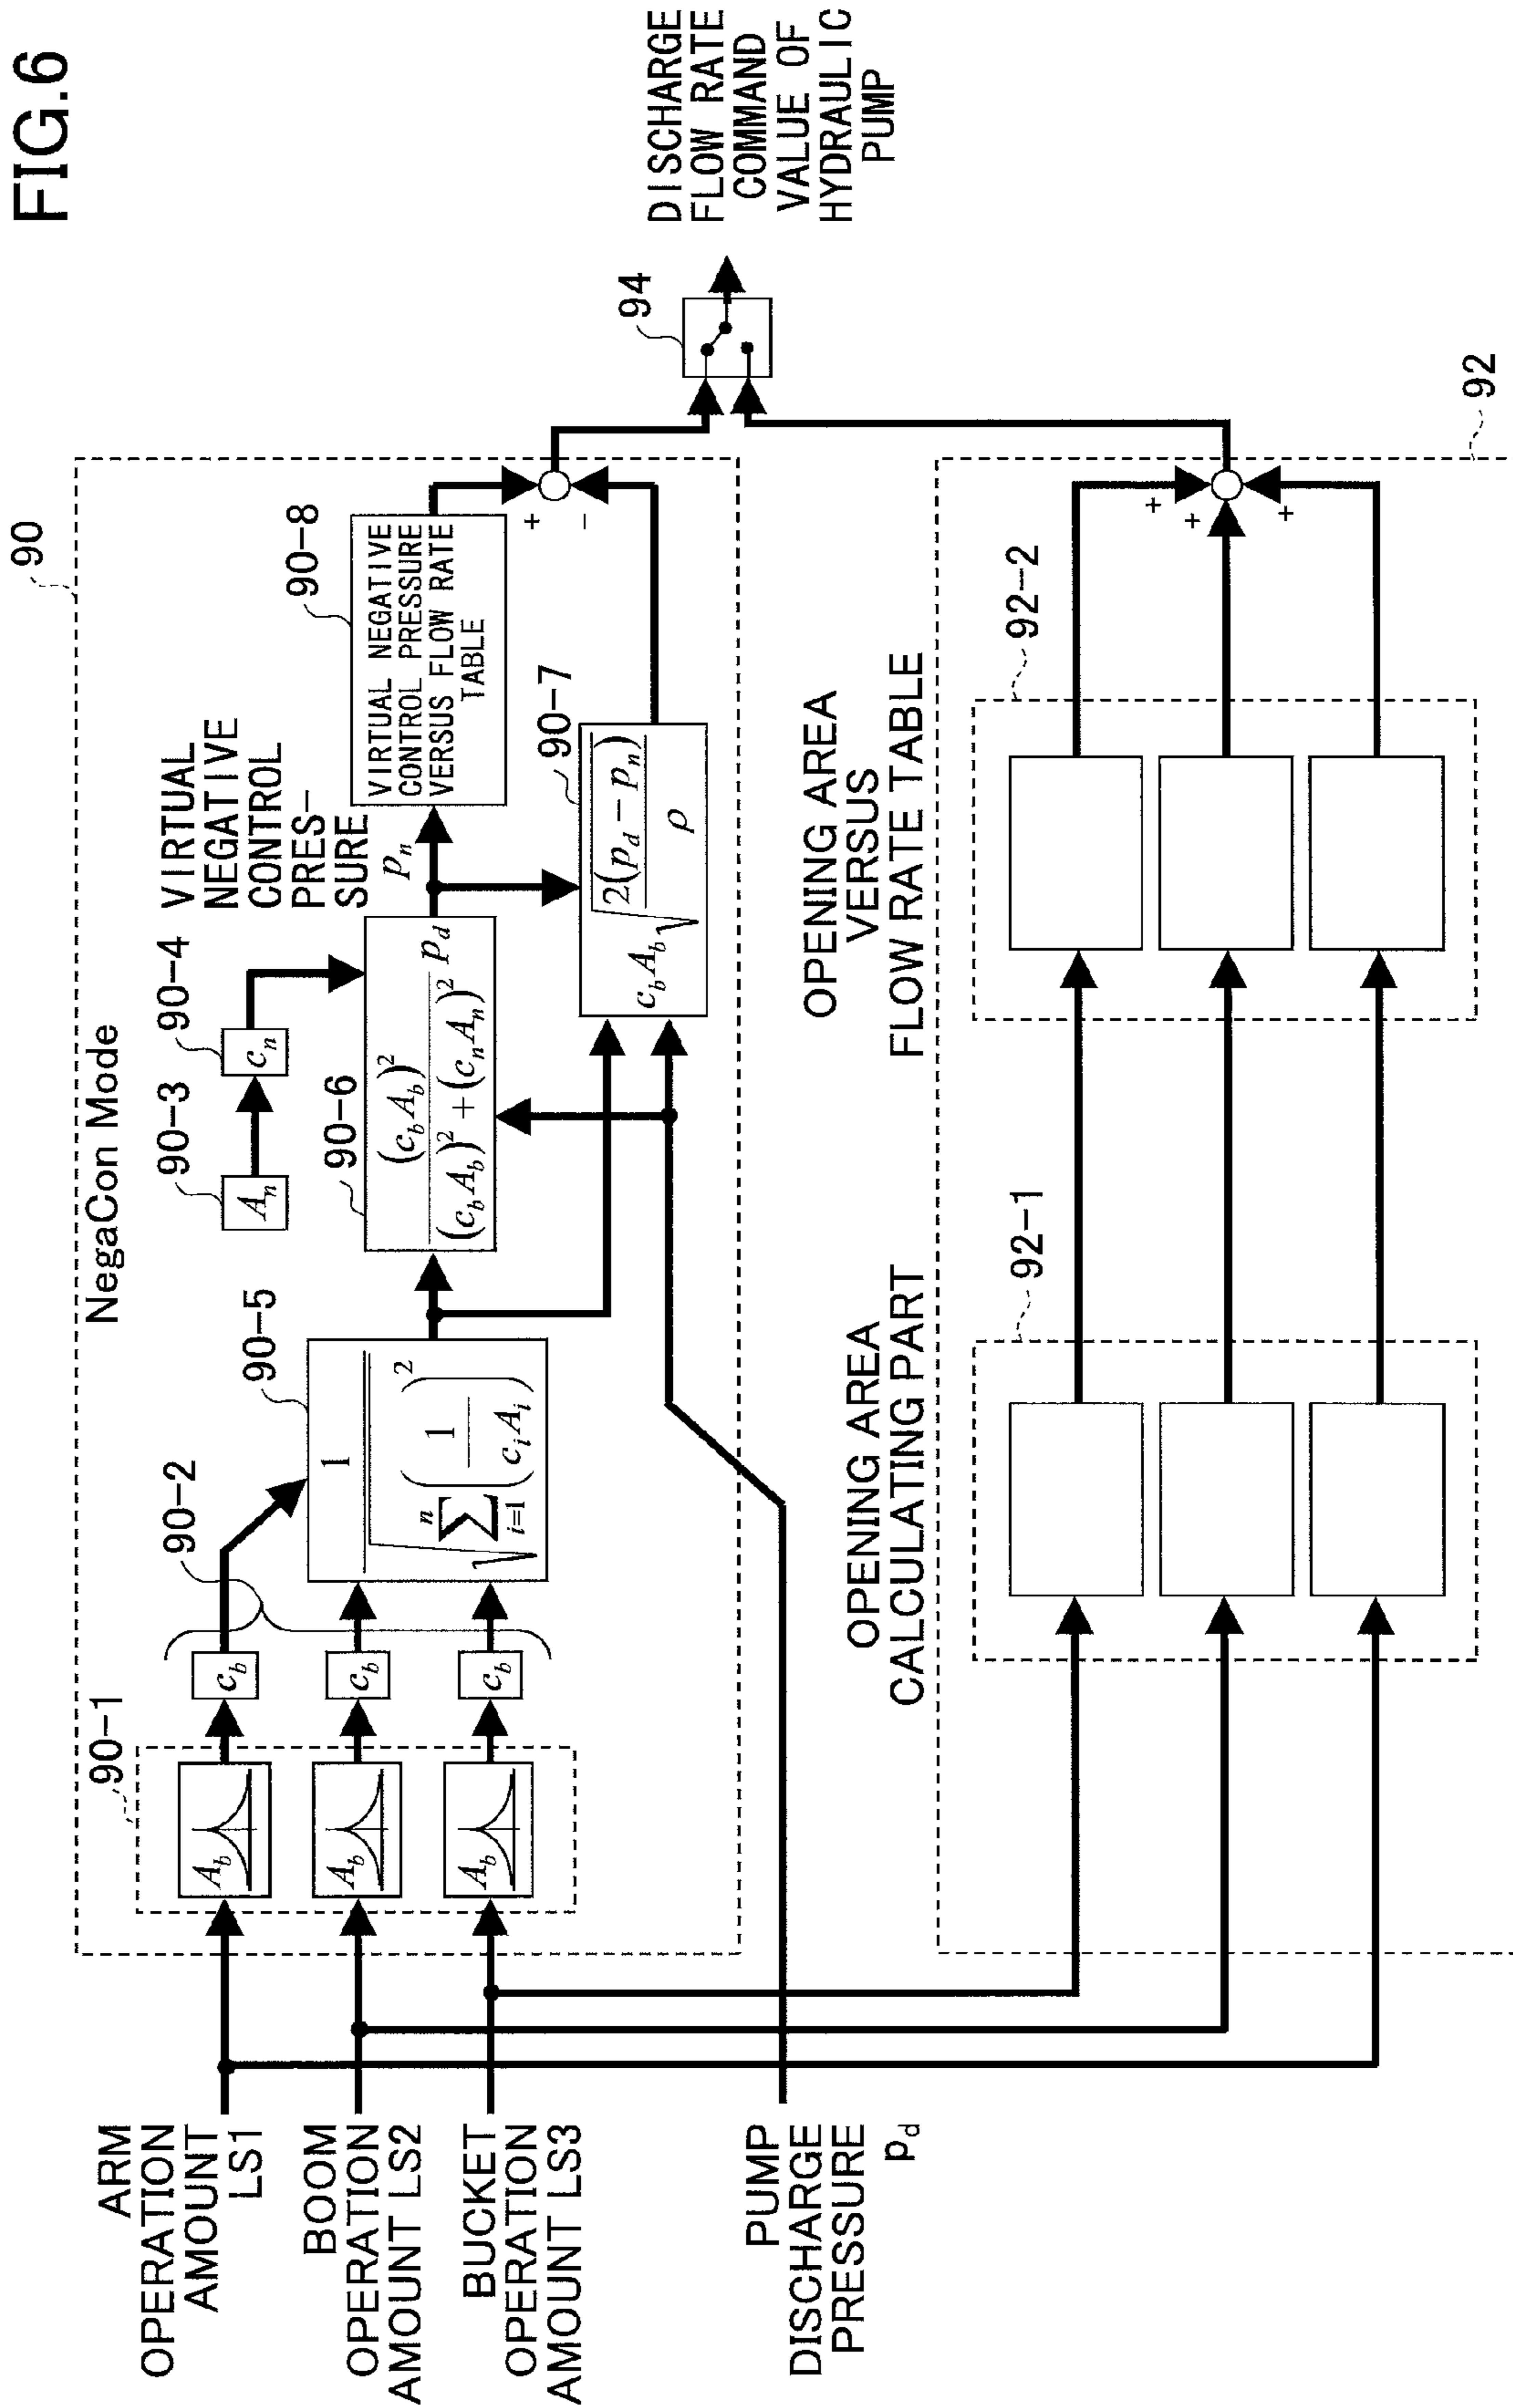 FIG.6
90
NegaCon Mode
ARM
OPERATION
AMOUNT
LS1
BOOM
OPERATION
AMOUNT LS2
BUCKET
OPERATION
AMOUNT LS3
PUMP
DISCHARGE
PRESSURE
p_d
90-1
A_b
A_b
A_b
90-2
c_b
c_b
c_b
90-5
1 / √( Σ_{i=1}^{n} ( 1 / (c_i A_i) )^2 )
90-3
A_n
90-4
c_n
90-6
(c_b A_b)^2 / ( (c_b A_b)^2 + (c_n A_n)^2 ) p_d
VIRTUAL
NEGATIVE
CONTROL
PRES-
SURE
p_n
90-8
VIRTUAL NEGATIVE
CONTROL PRESSURE
VERSUS FLOW RATE
TABLE
90-7
c_b A_b √( 2(p_d − p_n) / ρ )
+
−
94
DISCHARGE
FLOW RATE
COMMAND
VALUE OF
HYDRAULIC
PUMP
OPENING AREA
CALCULATING PART
92-1
OPENING AREA
VERSUS
FLOW RATE TABLE
92-2
+
+
+
92